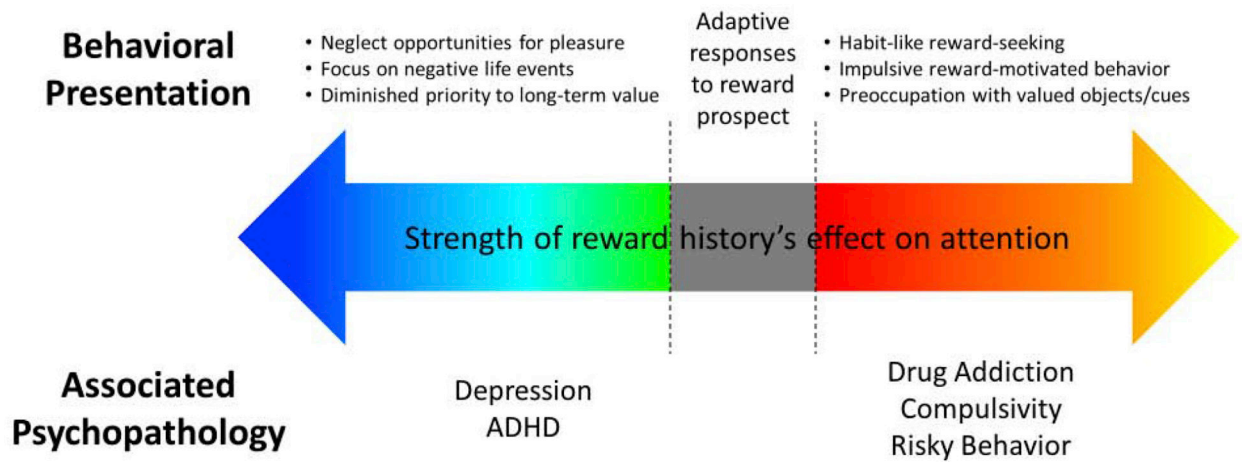 Behavioral
Presentation
• Neglect opportunities for pleasure
• Focus on negative life events
• Diminished priority to long-term value
Adaptive
responses
to reward
prospect
• Habit-like reward-seeking
• Impulsive reward-motivated behavior
• Preoccupation with valued objects/cues
Strength of reward history's effect on attention
Associated
Psychopathology
Depression
ADHD
Drug Addiction
Compulsivity
Risky Behavior